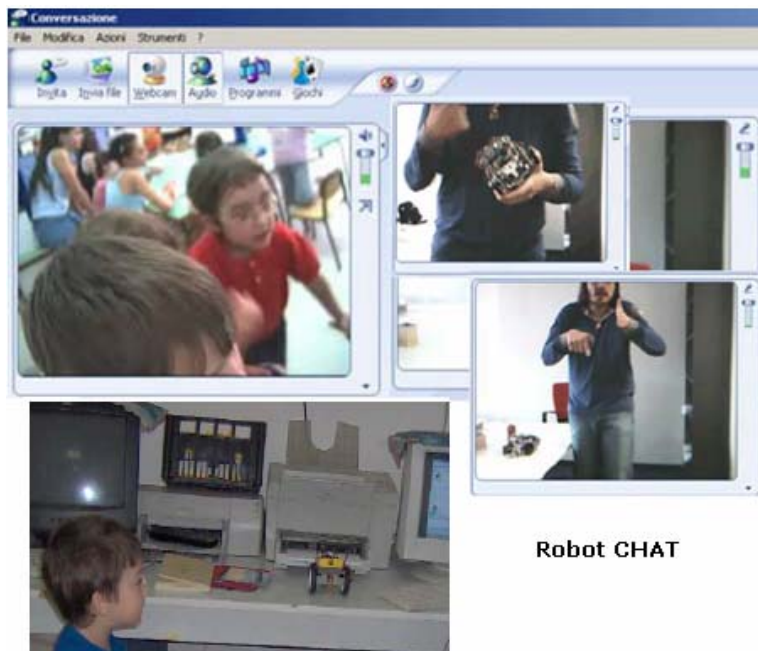 Conversazione
File Modifica Azioni Strumenti ?
Invita Invia file Webcam Audio Programmi Giochi
Robot CHAT